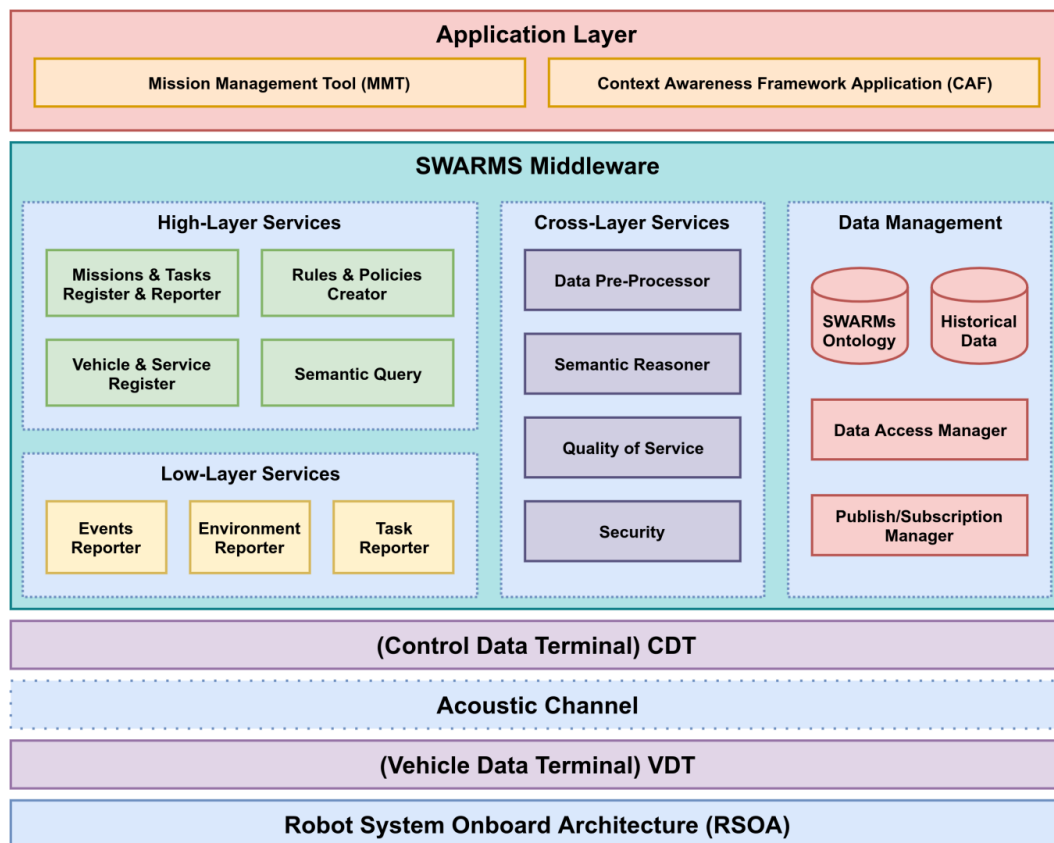 Application Layer
Mission Management Tool (MMT)
Context Awareness Framework Application (CAF)
SWARMS Middleware
High-Layer Services
Missions & Tasks
Register & Reporter
Rules & Policies
Creator
Vehicle & Service
Register
Semantic Query
Low-Layer Services
Events
Reporter
Environment
Reporter
Task
Reporter
Cross-Layer Services
Data Pre-Processor
Semantic Reasoner
Quality of Service
Security
Data Management
SWARMs
Ontology
Historical
Data
Data Access Manager
Publish/Subscription
Manager
(Control Data Terminal) CDT
Acoustic Channel
(Vehicle Data Terminal) VDT
Robot System Onboard Architecture (RSOA)